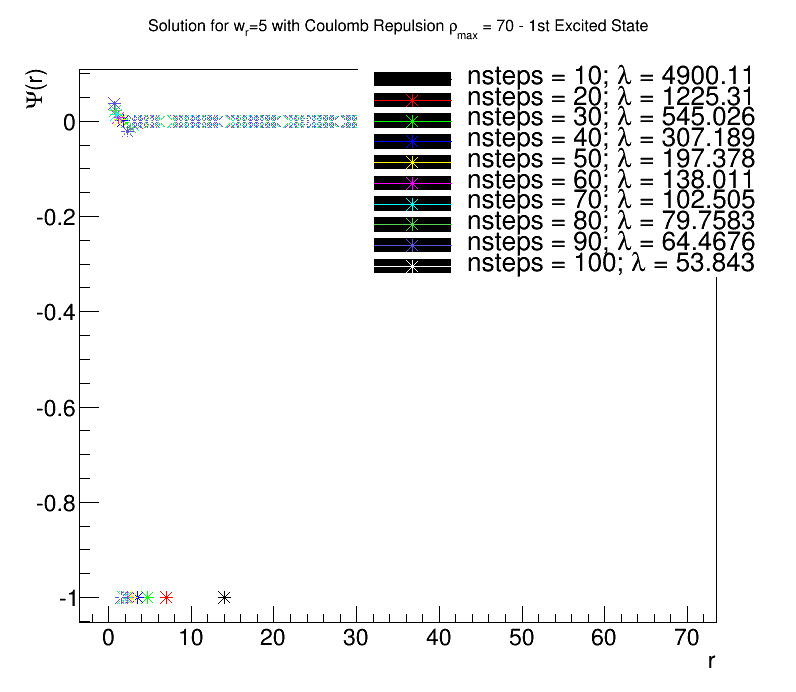 Solution for wr=5 with Coulomb Repulsion ρmax = 70 - 1st Excited State
Ψ(r)
nsteps = 10; λ = 4900.11
nsteps = 20; λ = 1225.31
nsteps = 30; λ = 545.026
nsteps = 40; λ = 307.189
nsteps = 50; λ = 197.378
nsteps = 60; λ = 138.011
nsteps = 70; λ = 102.505
nsteps = 80; λ = 79.7583
nsteps = 90; λ = 64.4676
nsteps = 100; λ = 53.843
0
-0.2
-0.4
-0.6
-0.8
-1
0 10 20 30 40 50 60 70
r